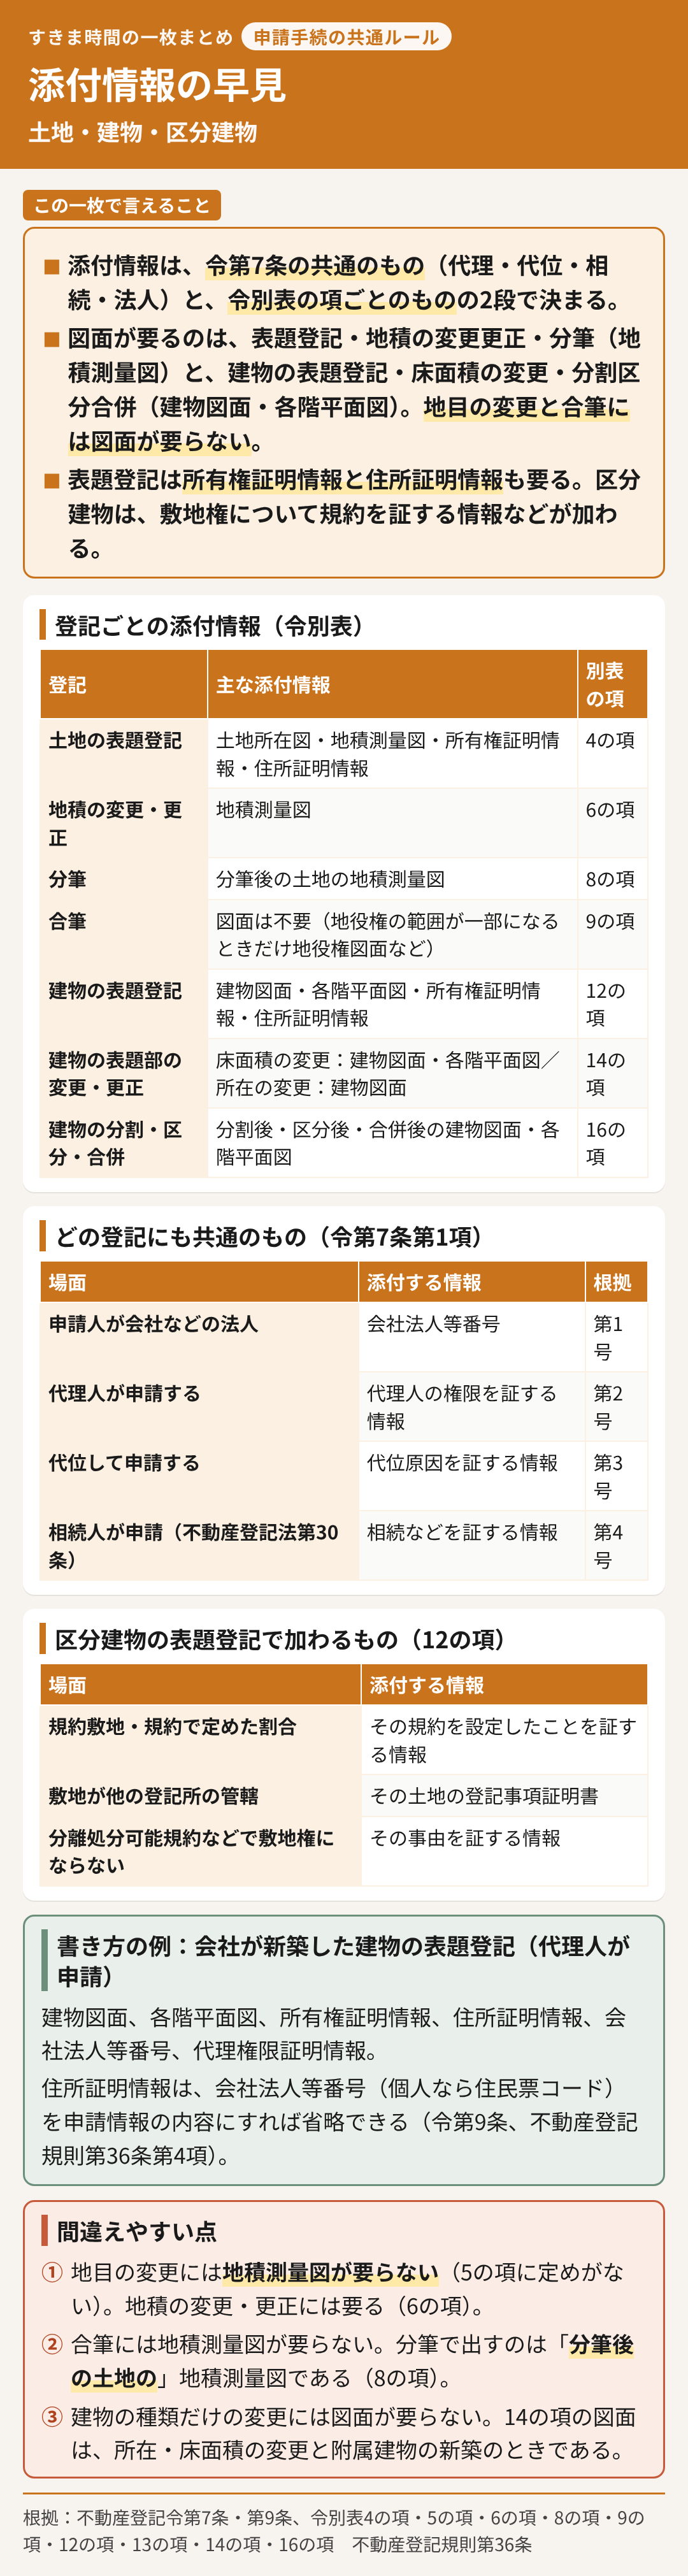 すきま時間の一枚まとめ 申請手続の共通ルール
添付情報の早見
土地・建物・区分建物
この一枚で言えること
■ 添付情報は、令第7条の共通のもの（代理・代位・相
続・法人）と、令別表の項ごとのものの2段で決まる。
■ 図面が要るのは、表題登記・地積の変更更正・分筆（地
積測量図）と、建物の表題登記・床面積の変更・分割区
分合併（建物図面・各階平面図）。地目の変更と合筆に
は図面が要らない。
■ 表題登記は所有権証明情報と住所証明情報も要る。区分
建物は、敷地権について規約を証する情報などが加わ
る。
登記ごとの添付情報（令別表）
登記 主な添付情報 別表
の項
土地の表題登記 土地所在図・地積測量図・所有権証明情 4の項
報・住所証明情報
地積の変更・更 地積測量図 6の項
正
分筆 分筆後の土地の地積測量図 8の項
合筆 図面は不要（地役権の範囲が一部になる 9の項
ときだけ地役権図面など）
建物の表題登記 建物図面・各階平面図・所有権証明情 12の
報・住所証明情報 項
建物の表題部の 床面積の変更：建物図面・各階平面図／ 14の
変更・更正 所在の変更：建物図面 項
建物の分割・区 分割後・区分後・合併後の建物図面・各 16の
分・合併 階平面図 項
どの登記にも共通のもの（令第7条第1項）
場面 添付する情報 根拠
申請人が会社などの法人 会社法人等番号 第1
号
代理人が申請する 代理人の権限を証する 第2
情報 号
代位して申請する 代位原因を証する情報 第3
号
相続人が申請（不動産登記法第30 相続などを証する情報 第4
条） 号
区分建物の表題登記で加わるもの（12の項）
場面 添付する情報
規約敷地・規約で定めた割合 その規約を設定したことを証す
る情報
敷地が他の登記所の管轄 その土地の登記事項証明書
分離処分可能規約などで敷地権に その事由を証する情報
ならない
書き方の例：会社が新築した建物の表題登記（代理人が
申請）
建物図面、各階平面図、所有権証明情報、住所証明情報、会
社法人等番号、代理権限証明情報。
住所証明情報は、会社法人等番号（個人なら住民票コード）
を申請情報の内容にすれば省略できる（令第9条、不動産登記
規則第36条第4項）。
間違えやすい点
① 地目の変更には地積測量図が要らない（5の項に定めがな
い）。地積の変更・更正には要る（6の項）。
② 合筆には地積測量図が要らない。分筆で出すのは「分筆後
の土地の」地積測量図である（8の項）。
③ 建物の種類だけの変更には図面が要らない。14の項の図面
は、所在・床面積の変更と附属建物の新築のときである。
根拠：不動産登記令第7条・第9条、令別表4の項・5の項・6の項・8の項・9の
項・12の項・13の項・14の項・16の項 不動産登記規則第36条